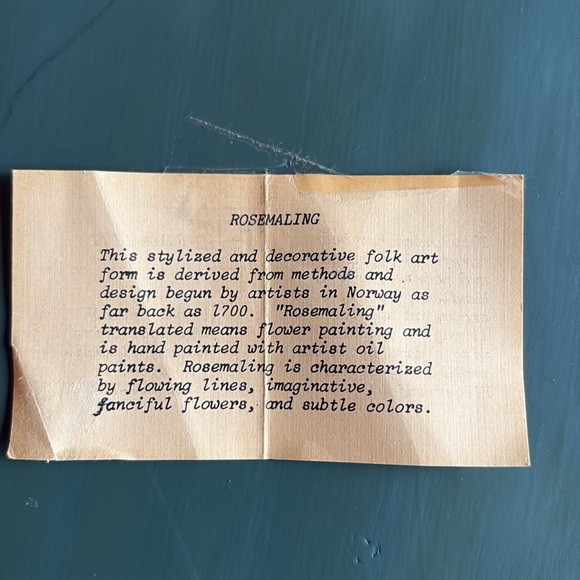 ROSEMALING
This stylized and decorative folk art
form is derived from methods and
design begun by artists in Norway as
far back as 1700. "Rosemaling"
translated means flower painting and
is hand painted with artist oil
paints. Rosemaling is characterized
by flowing lines, imaginative,
fanciful flowers, and subtle colors.